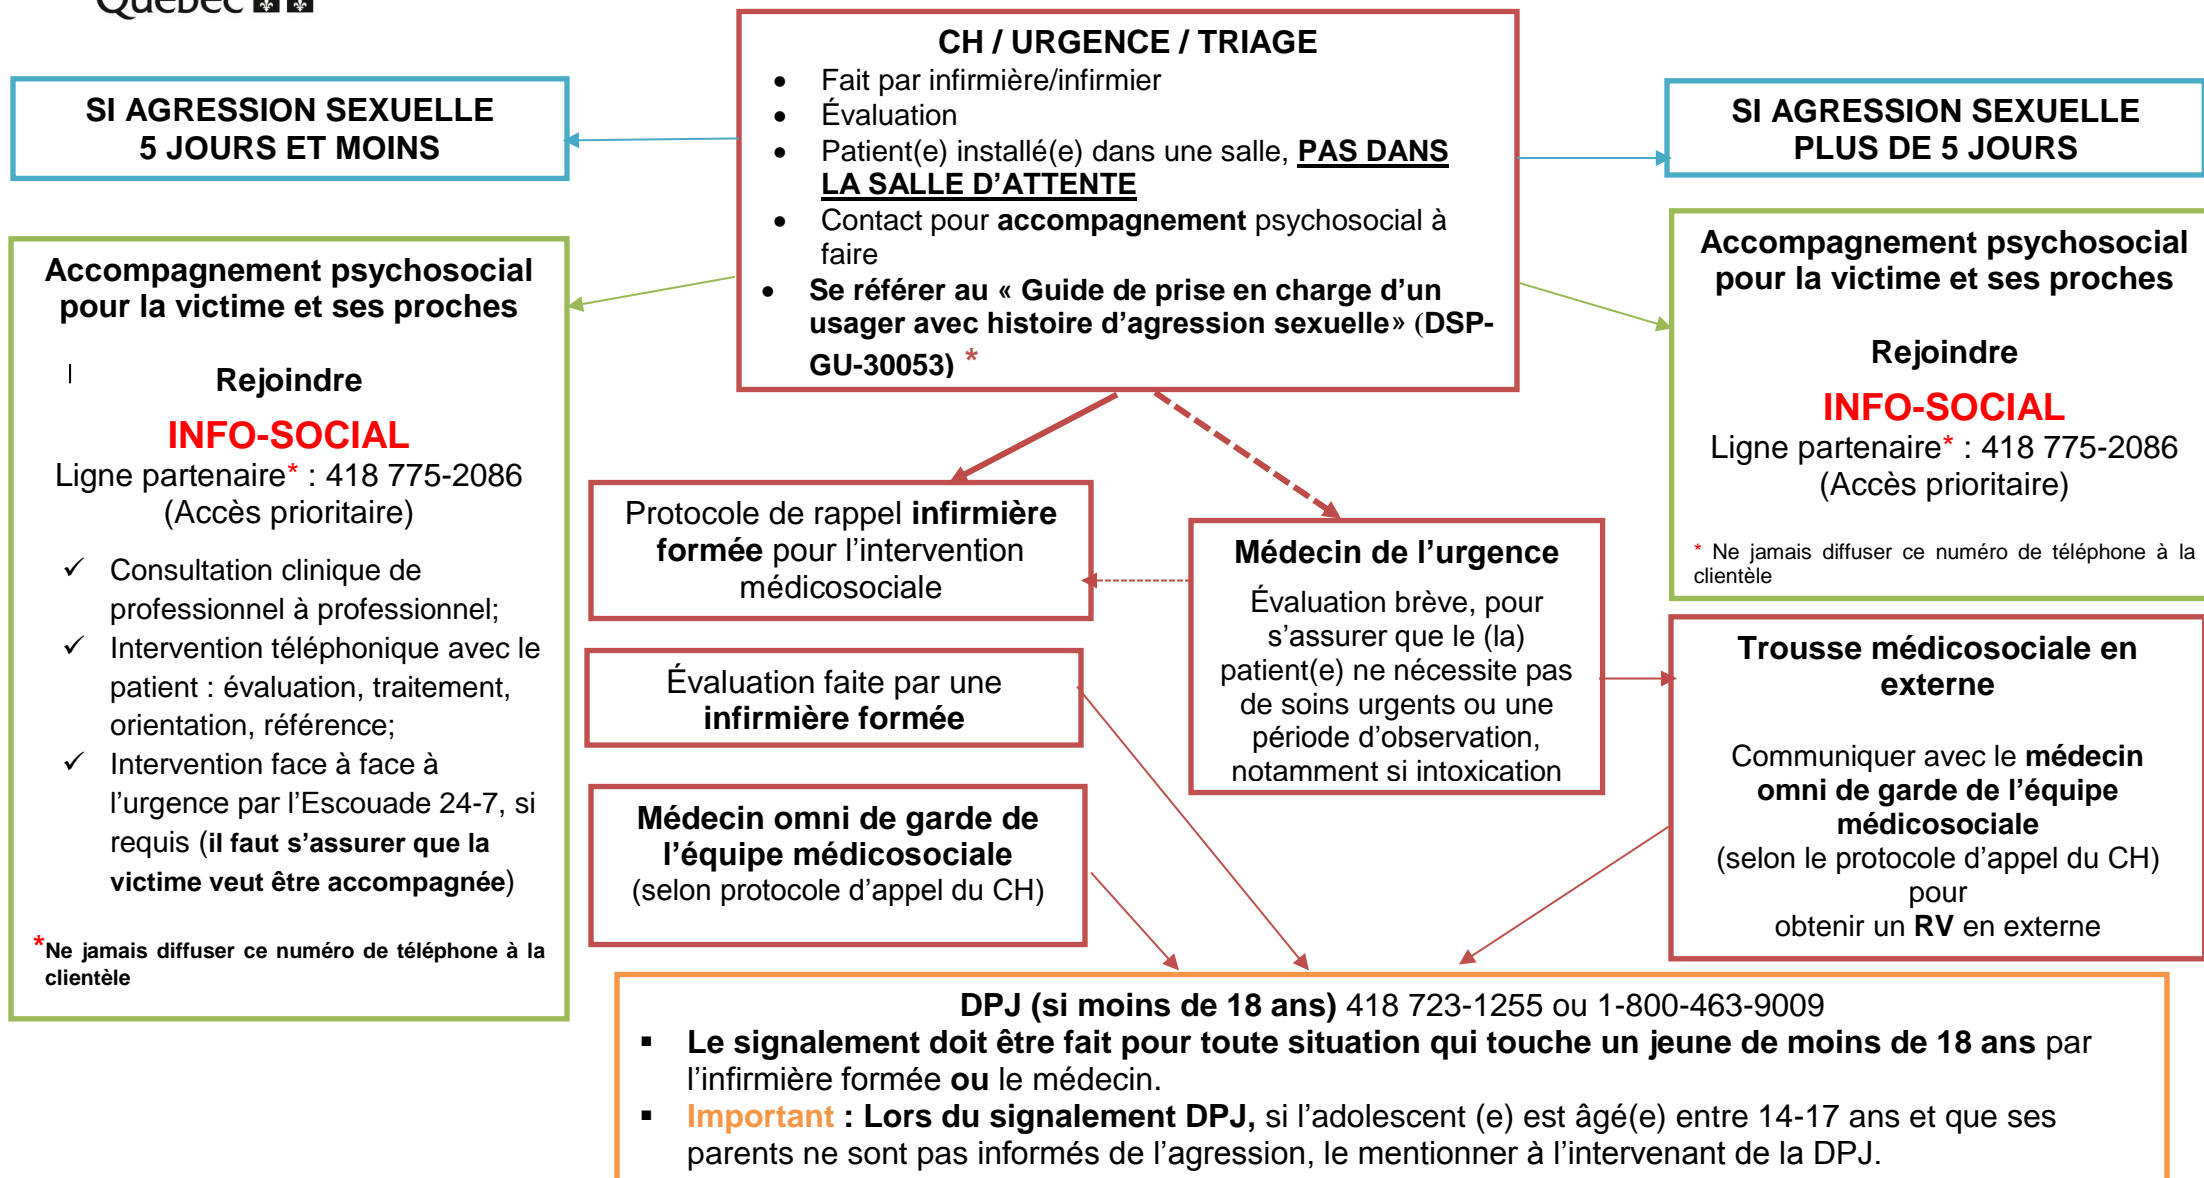 Québec
CH / URGENCE / TRIAGE
• Fait par infirmière/infirmier
• Évaluation
• Patient(e) installé(e) dans une salle, PAS DANS
LA SALLE D’ATTENTE
• Contact pour accompagnement psychosocial à
faire
• Se référer au « Guide de prise en charge d’un
usager avec histoire d’agression sexuelle» (DSP-
GU-30053) *
SI AGRESSION SEXUELLE
5 JOURS ET MOINS
SI AGRESSION SEXUELLE
PLUS DE 5 JOURS
Accompagnement psychosocial
pour la victime et ses proches
Rejoindre
INFO-SOCIAL
Ligne partenaire* : 418 775-2086
(Accès prioritaire)
✓ Consultation clinique de
professionnel à professionnel;
✓ Intervention téléphonique avec le
patient : évaluation, traitement,
orientation, référence;
✓ Intervention face à face à
l’urgence par l’Escouade 24-7, si
requis (il faut s’assurer que la
victime veut être accompagnée)
*Ne jamais diffuser ce numéro de téléphone à la
clientèle
Accompagnement psychosocial
pour la victime et ses proches
Rejoindre
INFO-SOCIAL
Ligne partenaire* : 418 775-2086
(Accès prioritaire)
* Ne jamais diffuser ce numéro de téléphone à la
clientèle
Protocole de rappel infirmière
formée pour l’intervention
médicosociale
Médecin de l’urgence
Évaluation brève, pour
s’assurer que le (la)
patient(e) ne nécessite pas
de soins urgents ou une
période d’observation,
notamment si intoxication
Évaluation faite par une
infirmière formée
Médecin omni de garde de
l’équipe médicosociale
(selon protocole d’appel du CH)
Trousse médicosociale en
externe
Communiquer avec le médecin
omni de garde de l’équipe
médicosociale
(selon le protocole d’appel du CH)
pour
obtenir un RV en externe
DPJ (si moins de 18 ans) 418 723-1255 ou 1-800-463-9009
▪ Le signalement doit être fait pour toute situation qui touche un jeune de moins de 18 ans par
l’infirmière formée ou le médecin.
▪ Important : Lors du signalement DPJ, si l’adolescent (e) est âgé(e) entre 14-17 ans et que ses
parents ne sont pas informés de l’agression, le mentionner à l’intervenant de la DPJ.